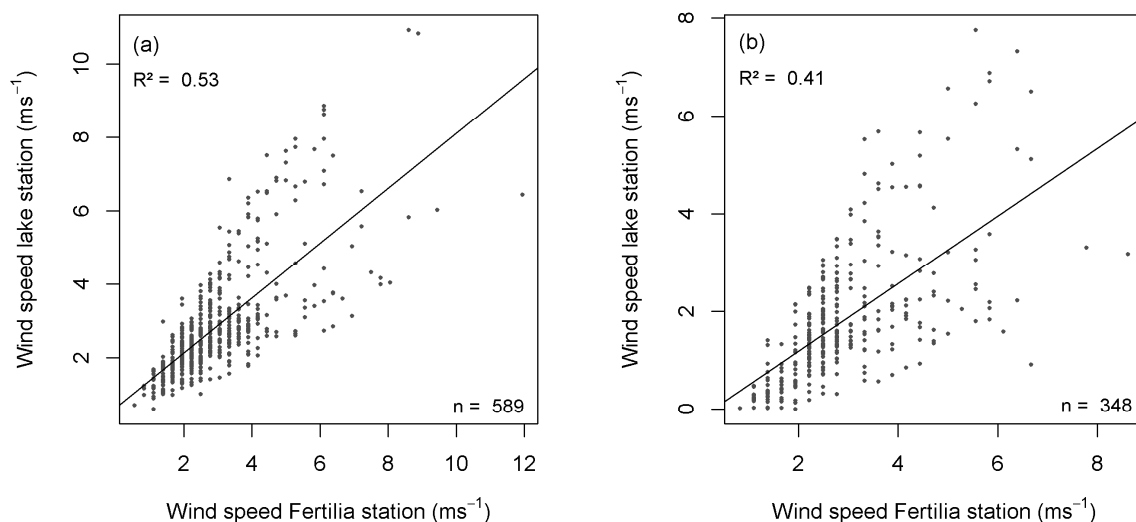 (a)
R² = 0.53
n = 589
Wind speed lake station (ms⁻¹)
2
4
6
8
10
2
4
6
8
10
12
Wind speed Fertilia station (ms⁻¹)
(b)
R² = 0.41
n = 348
Wind speed lake station (ms⁻¹)
0
2
4
6
8
2
4
6
8
Wind speed Fertilia station (ms⁻¹)